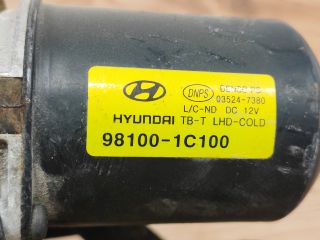 DNPS
03524-7380
L/C-ND DC 12V
HYUNDAI TB-T LHD-COLD
98100-1C100